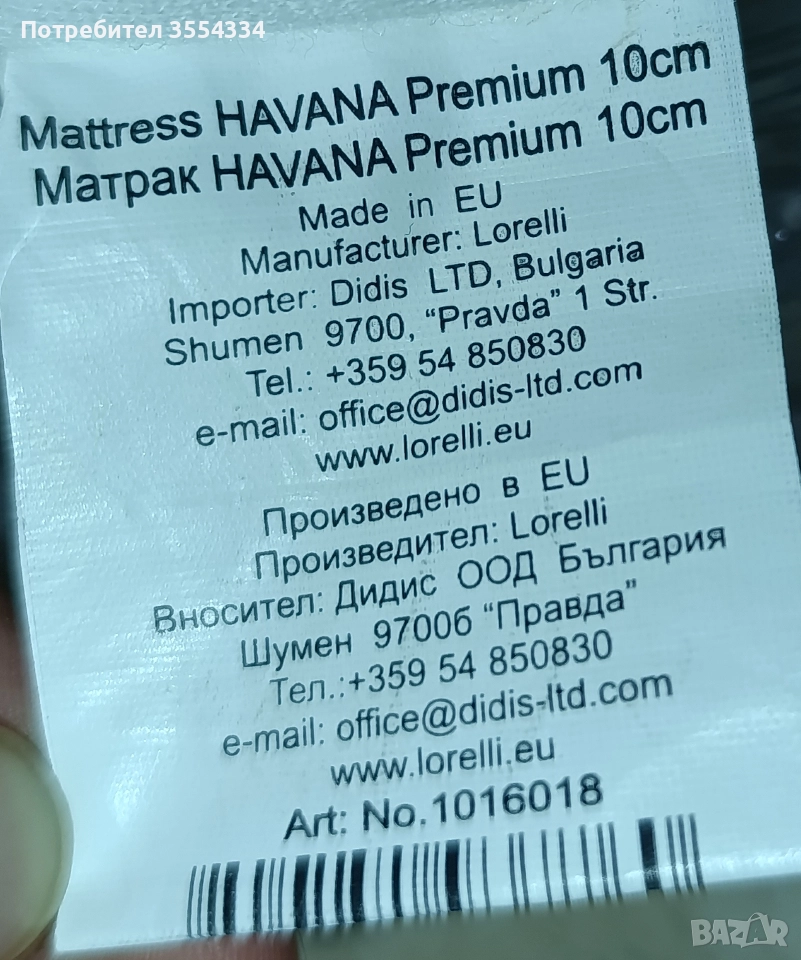 Потребител 3554334
Mattress HAVANA Premium 10cm
Матрак HAVANA Premium 10cm
Made in EU
Manufacturer: Lorelli
Importer: Didis LTD, Bulgaria
Shumen 9700, “Pravda” 1 Str.
Tel.: +359 54 850830
e-mail: office@didis-ltd.com
www.lorelli.eu
Произведено в EU
Производител: Lorelli
Вносител: Дидис ООД България
Шумен 97006 “Правда”
Тел.:+359 54 850830
e-mail: office@didis-ltd.com
www.lorelli.eu
Art: No.1016018
BAZAR